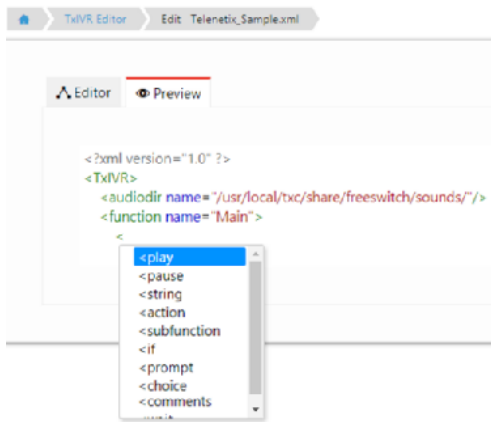 TxIVR Editor Edit Telenetix_Sample.xml
Editor Preview
<?xml version="1.0" ?>
<TxIVR>
<audiodir name="/usr/local/txc/share/freeswitch/sounds/"/>
<function name="Main">
<
<play
<pause
<string
<action
<subfunction
<if
<prompt
<choice
<comments